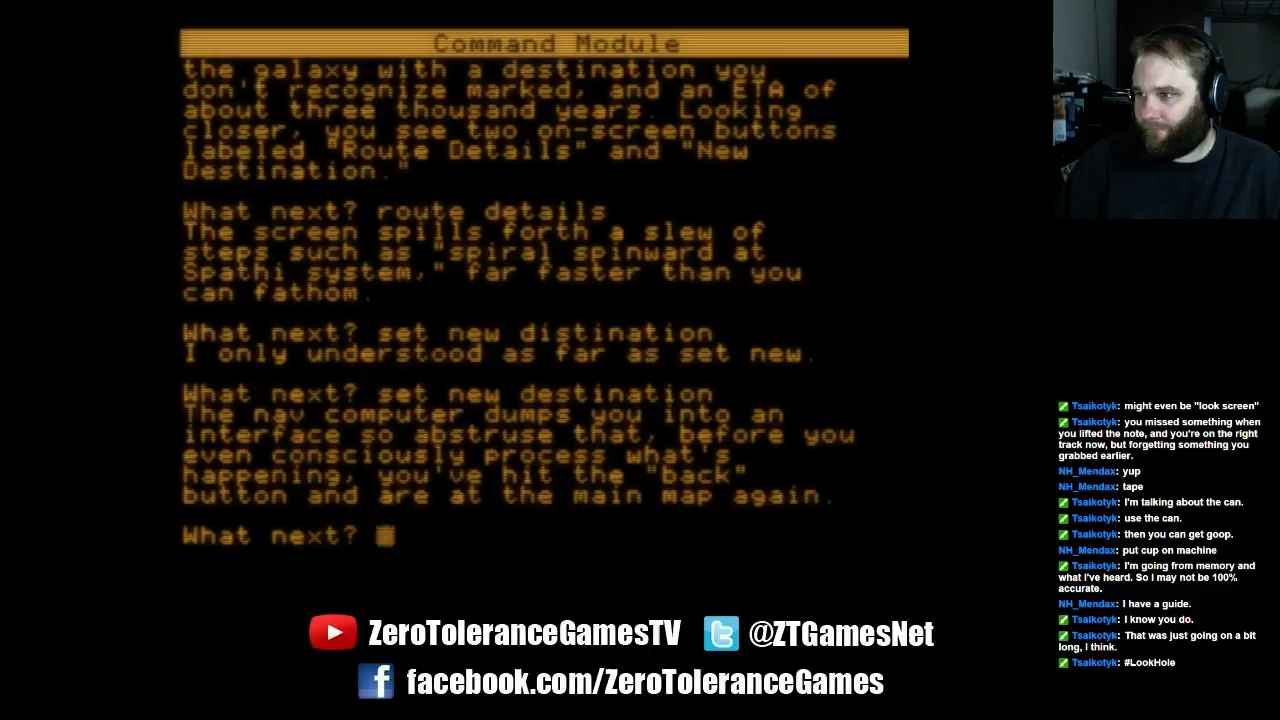 Command Module
the galaxy with a destination you
don't recognize marked, and an ETA of
about three thousand years. Looking
closer, you see two on-screen buttons
labeled "Route Details" and "New
Destination."
What next? route details
The screen spills forth a slew of
steps such as "spiral spinward at
Spathi system," far faster than you
can fathom.
What next? set new distination
I only understood as far as set new.
What next? set new destination
The nav computer dumps you into an
interface so abstruse that, before you
even consciously process what's
happening, you've hit the "back"
button and are at the main map again.
What next?
ZeroToleranceGamesTV
@ZTGamesNet
facebook.com/ZeroToleranceGames
Tsaikotyk: might even be "look screen"
Tsaikotyk: you missed something when
you lifted the note, and you're on the right
track now, but forgetting something you
grabbed earlier.
NH_Mendax: yup
NH_Mendax: tape
Tsaikotyk: I'm talking about the can.
Tsaikotyk: use the can.
Tsaikotyk: then you can get goop.
NH_Mendax: put cup on machine
Tsaikotyk: I'm going from memory and
what I've heard. So I may not be 100%
accurate.
NH_Mendax: I have a guide.
Tsaikotyk: I know you do.
Tsaikotyk: That was just going on a bit
long, I think.
Tsaikotyk: #LookHole